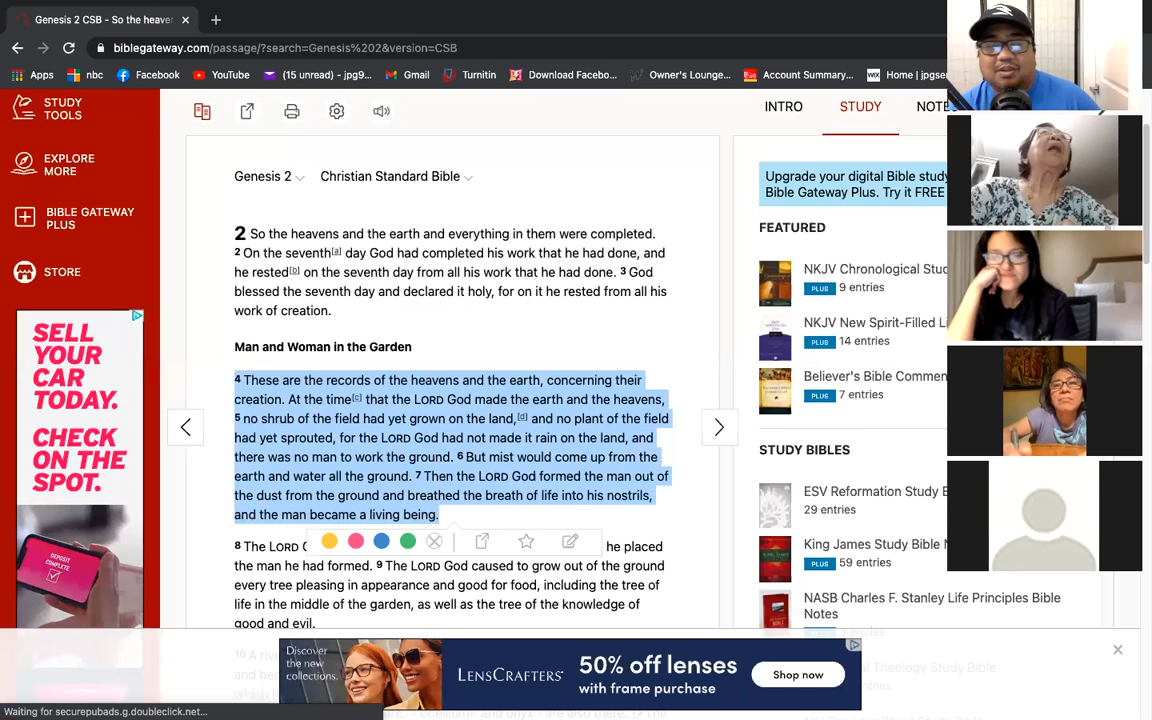 Genesis 2 CSB - So the heave
biblegateway.com/passage/?search=Genesis%202&version=CSB
Apps
nbc
Facebook
YouTube
(15 unread) - jpg9...
Gmail
Turnitin
Download Facebo...
Owner's Lounge...
Account Summary...
WIX
Home | jpgser
STUDY
TOOLS
EXPLORE
MORE
BIBLE GATEWAY
PLUS
STORE
SELL
YOUR
CAR
TODAY.
CHECK
ON THE
SPOT.
DEPOSIT
COMPLETE
Genesis 2
Christian Standard Bible
2 So the heavens and the earth and everything in them were completed.
2 On the seventh[a] day God had completed his work that he had done, and
he rested[b] on the seventh day from all his work that he had done. 3 God
blessed the seventh day and declared it holy, for on it he rested from all his
work of creation.
Man and Woman in the Garden
4 These are the records of the heavens and the earth, concerning their
creation. At the time[c] that the LORD God made the earth and the heavens,
5 no shrub of the field had yet grown on the land,[d] and no plant of the field
had yet sprouted, for the LORD God had not made it rain on the land, and
there was no man to work the ground. 6 But mist would come up from the
earth and water all the ground. 7 Then the LORD God formed the man out of
the dust from the ground and breathed the breath of life into his nostrils,
and the man became a living being.
8 The LORD he placed
the man he had formed. 9 The LORD God caused to grow out of the ground
every tree pleasing in appearance and good for food, including the tree of
life in the middle of the garden, as well as the tree of the knowledge of
good and evil.
10 A rive
INTRO
STUDY
NOTE
Upgrade your digital Bible study
Bible Gateway Plus. Try it FREE
FEATURED
NKJV Chronological Stud
PLUS 9 entries
NKJV New Spirit-Filled Li
PLUS 14 entries
Believer's Bible Commen
PLUS 7 entries
STUDY BIBLES
ESV Reformation Study B
29 entries
King James Study Bible N
PLUS 59 entries
NASB Charles F. Stanley Life Principles Bible
Notes
Theology Study Bible
Discover
the new
collections.
LENSCRAFTERS
50% off lenses
with frame purchase
Shop now
Waiting for securepubads.g.doubleclick.net...